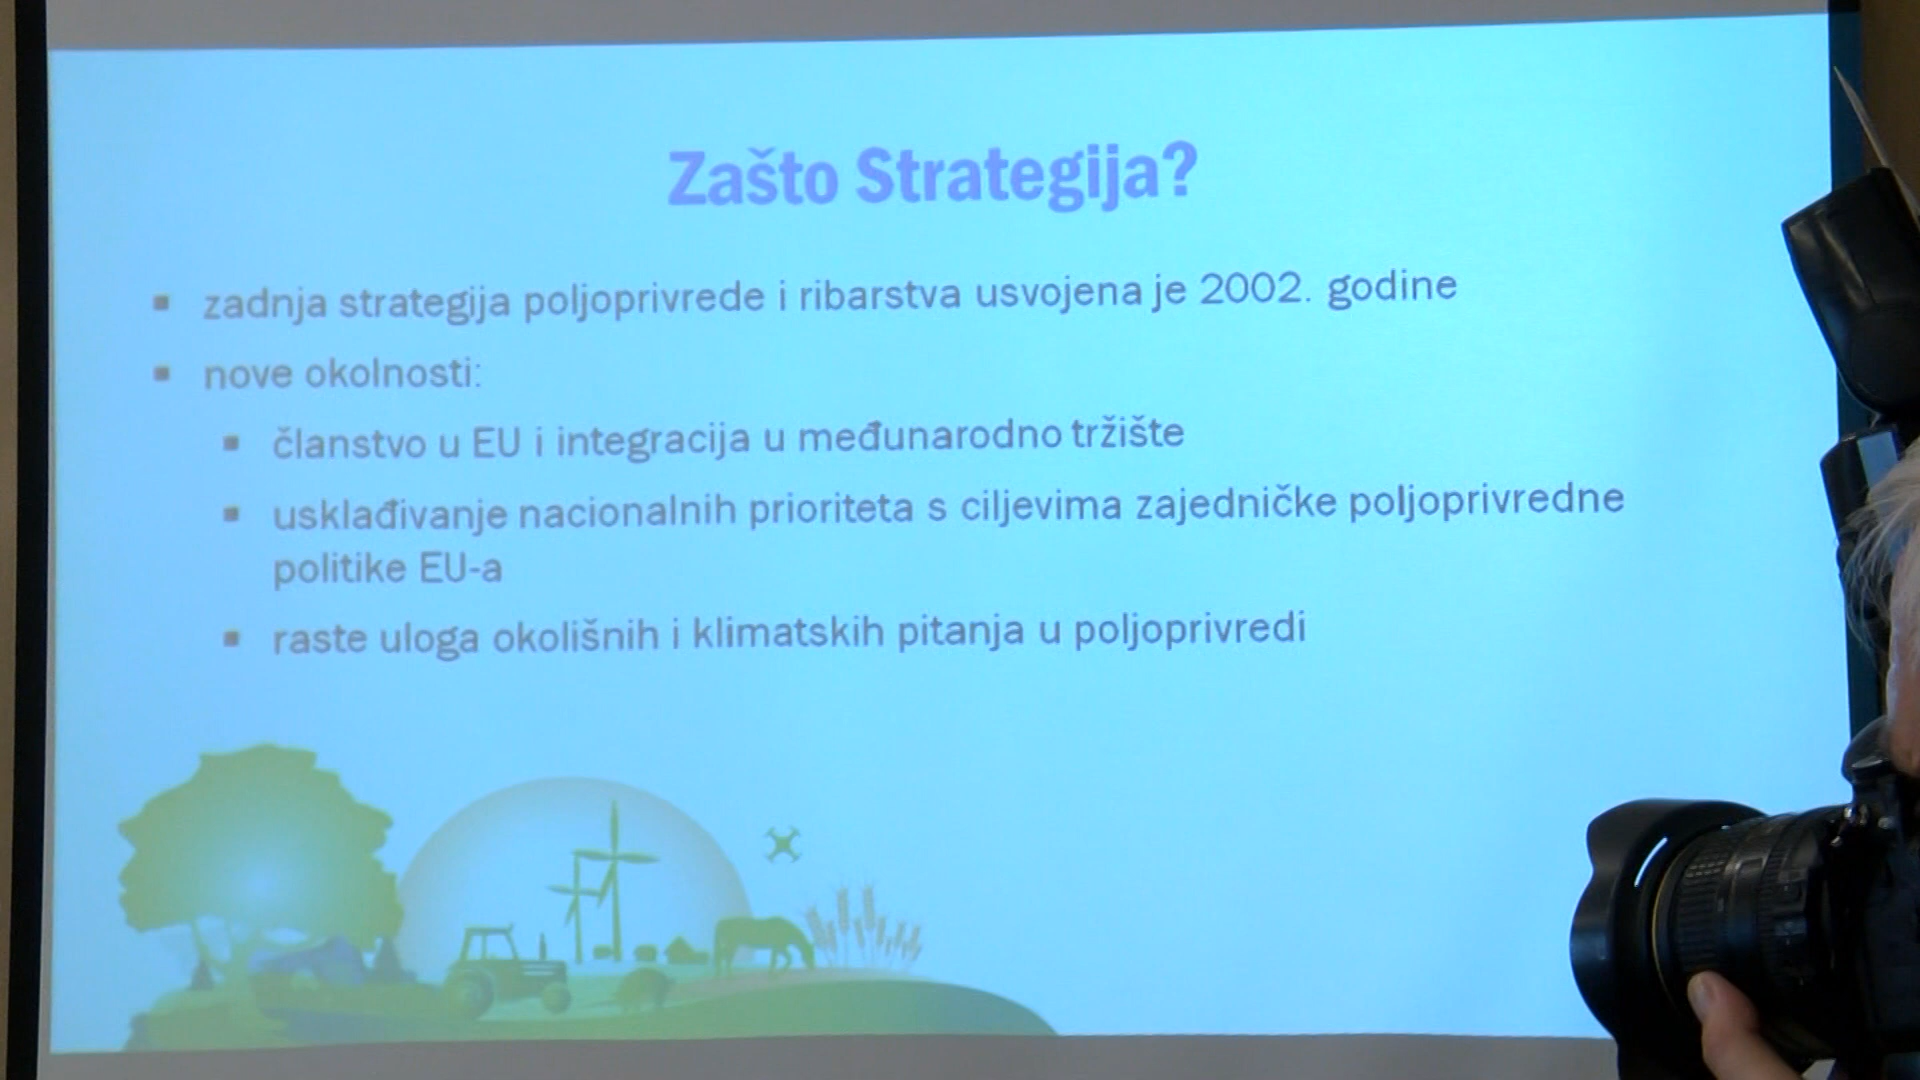 Zašto Strategija?
zadnja strategija poljoprivrede i ribarstva usvojena je 2002. godine
nove okolnosti:
članstvo u EU i integracija u međunarodno tržište
usklađivanje nacionalnih prioriteta s ciljevima zajedničke poljoprivredne
politike EU-a
raste uloga okolišnih i klimatskih pitanja u poljoprivredi